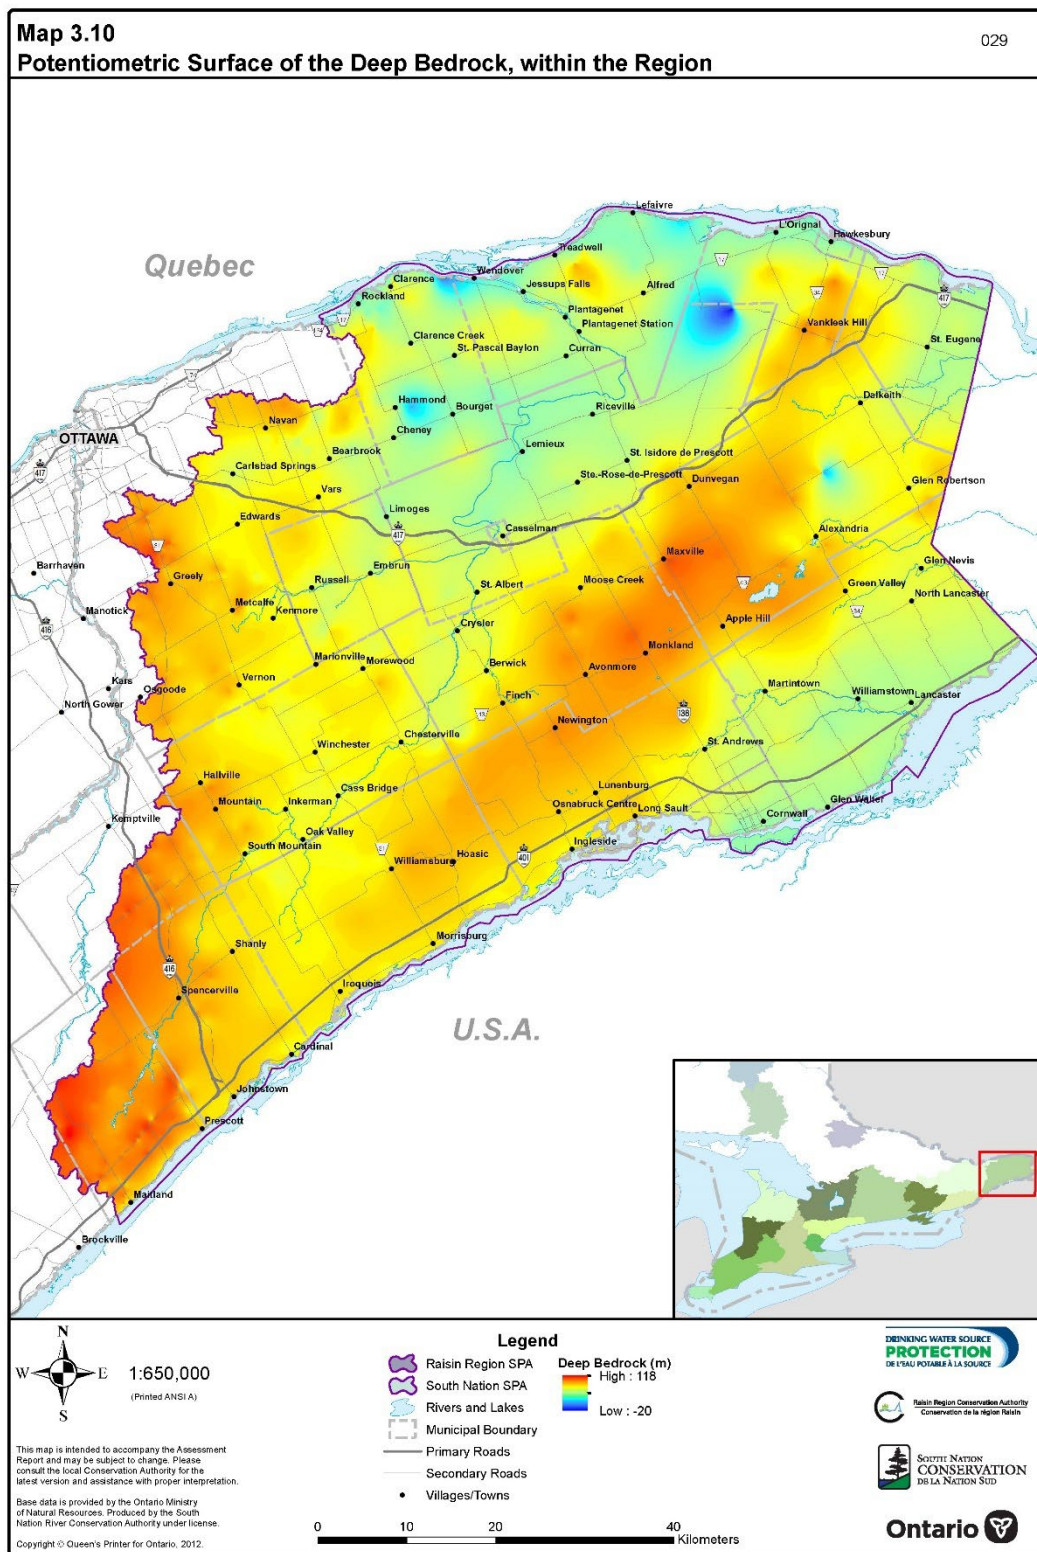 Map 3.10
029
Potentiometric Surface of the Deep Bedrock, within the Region
Lefaivre
L'Orignal
Hawkesbury
Treadwell
Quebec
Clarence
Wendover
Jessups Falls
Alfred
Rockland
Plantagenet
Plantagenet Station
Vankleek Hill
417
Clarence Creek
St. Pascal Baylon
Curran
St. Eugene
Hammond
Bourget
Riceville
Dalkeith
Navan
Cheney
OTTAWA
417
Bearbrook
Lemieux
St. Isidore de Prescott
Carlsbad Springs
Ste.-Rose-de-Prescott
Dunvegan
Glen Robertson
Vars
Limoges
Edwards
417
Casselman
Alexandria
Barrhaven
Greely
Embrun
Maxville
Glen Nevis
Russell
St. Albert
Moose Creek
43
Green Valley
North Lancaster
Manotick
Metcalfe
Kenmore
34
416
Crysler
Apple Hill
Marionville
Morewood
Berwick
Monkland
Kars
Osgoode
Vernon
Avonmore
Martintown
Williamstown
Lancaster
North Gower
Finch
138
Newington
Winchester
Chesterville
St. Andrews
Hallville
Cass Bridge
Lunenburg
Mountain
Inkerman
Osnabruck Centre
Long Sault
Glen Walter
Kemptville
Cornwall
Oak Valley
South Mountain
31
Williamsburg
Hoasic
401
Ingleside
Shanly
Morrisburg
416
Spencerville
Iroquois
U.S.A.
Cardinal
Johnstown
Prescott
Maitland
Brockville
N
W
E
S
1:650,000
(Printed ANSI A)
Legend
Raisin Region SPA
South Nation SPA
Rivers and Lakes
Municipal Boundary
Primary Roads
Secondary Roads
Villages/Towns
Deep Bedrock (m)
High : 118
Low : -20
This map is intended to accompany the Assessment
Report and may be subject to change. Please
consult the local Conservation Authority for the
latest version and assistance with proper interpretation.
Base data is provided by the Ontario Ministry
of Natural Resources. Produced by the South
Nation River Conservation Authority under license.
Copyright © Queen's Printer for Ontario, 2012.
0 10 20 40
Kilometers
DRINKING WATER SOURCE
PROTECTION
DE L'EAU POTABLE À LA SOURCE
Raisin Region Conservation Authority
Conservation de la région Raisin
SOUTH NATION
CONSERVATION
DE LA NATION SUD
Ontario